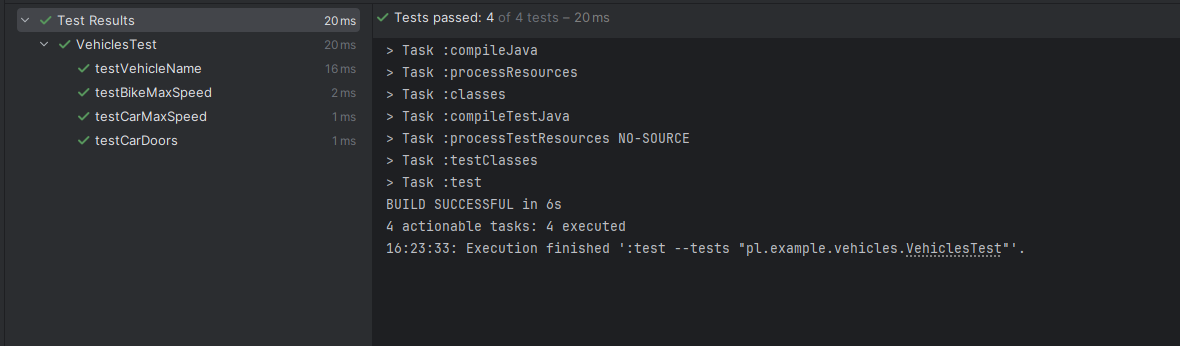 Test Results 20 ms
VehiclesTest 20 ms
testVehicleName 16 ms
testBikeMaxSpeed 2 ms
testCarMaxSpeed 1 ms
testCarDoors 1 ms
Tests passed: 4 of 4 tests – 20 ms
> Task :compileJava
> Task :processResources
> Task :classes
> Task :compileTestJava
> Task :processTestResources NO-SOURCE
> Task :testClasses
> Task :test
BUILD SUCCESSFUL in 6s
4 actionable tasks: 4 executed
16:23:33: Execution finished ':test --tests "pl.example.vehicles.VehiclesTest"'.